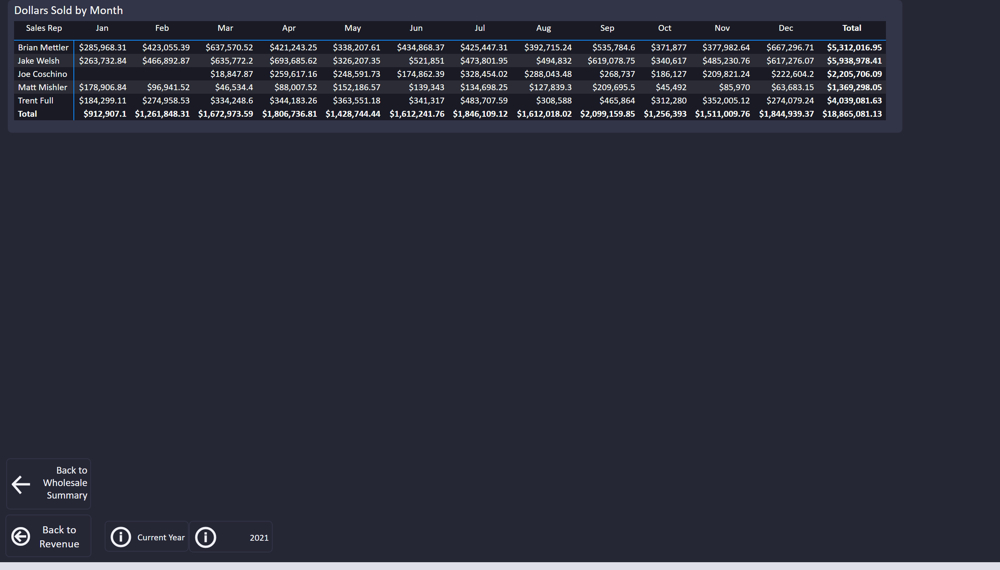 Dollars Sold by Month
Sales Rep Jan Feb Mar Apr May Jun Jul Aug Sep Oct Nov Dec Total
Brian Mettler $285,968.31 $423,055.39 $637,570.52 $421,243.25 $338,207.61 $434,868.37 $425,447.31 $392,715.24 $535,784.6 $371,877 $377,982.64 $667,296.71 $5,312,016.95
Jake Welsh $263,732.84 $466,892.87 $635,772.2 $693,685.62 $326,207.35 $521,851 $473,801.95 $494,832 $619,078.75 $340,617 $485,230.76 $617,276.07 $5,938,978.41
Joe Coschino $18,847.87 $259,617.16 $248,591.73 $174,862.39 $328,454.02 $288,043.48 $268,737 $186,127 $209,821.24 $222,604.2 $2,205,706.09
Matt Mishler $178,906.84 $96,941.52 $46,534.4 $88,007.52 $152,186.57 $139,343 $134,698.25 $127,839.3 $209,695.5 $45,492 $85,970 $63,683.15 $1,369,298.05
Trent Full $184,299.11 $274,958.53 $334,248.6 $344,183.26 $363,551.18 $341,317 $483,707.59 $308,588 $465,864 $312,280 $352,005.12 $274,079.24 $4,039,081.63
Total $912,907.1 $1,261,848.31 $1,672,973.59 $1,806,736.81 $1,428,744.44 $1,612,241.76 $1,846,109.12 $1,612,018.02 $2,099,159.85 $1,256,393 $1,511,009.76 $1,844,939.37 $18,865,081.13
Back to
Wholesale
Summary
Back to
Revenue
Current Year
2021